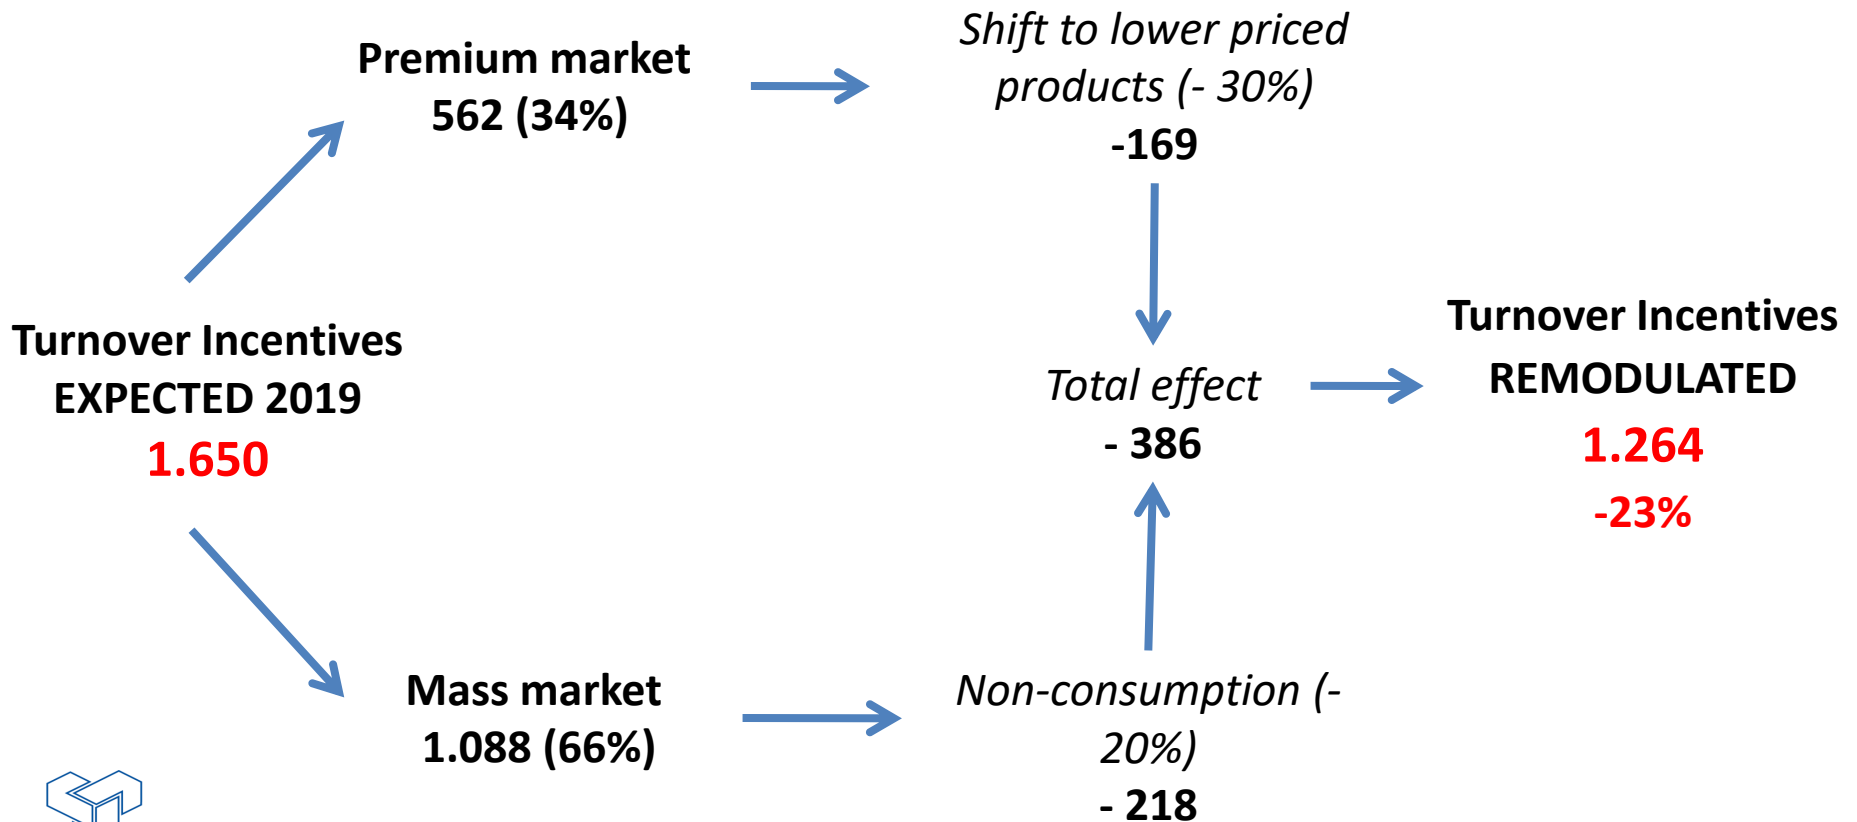 Premium market
562 (34%)
Shift to lower priced
products (- 30%)
-169
Turnover Incentives
EXPECTED 2019
1.650
Total effect
- 386
Turnover Incentives
REMODULATED
1.264
-23%
Mass market
1.088 (66%)
Non-consumption (-
20%)
- 218